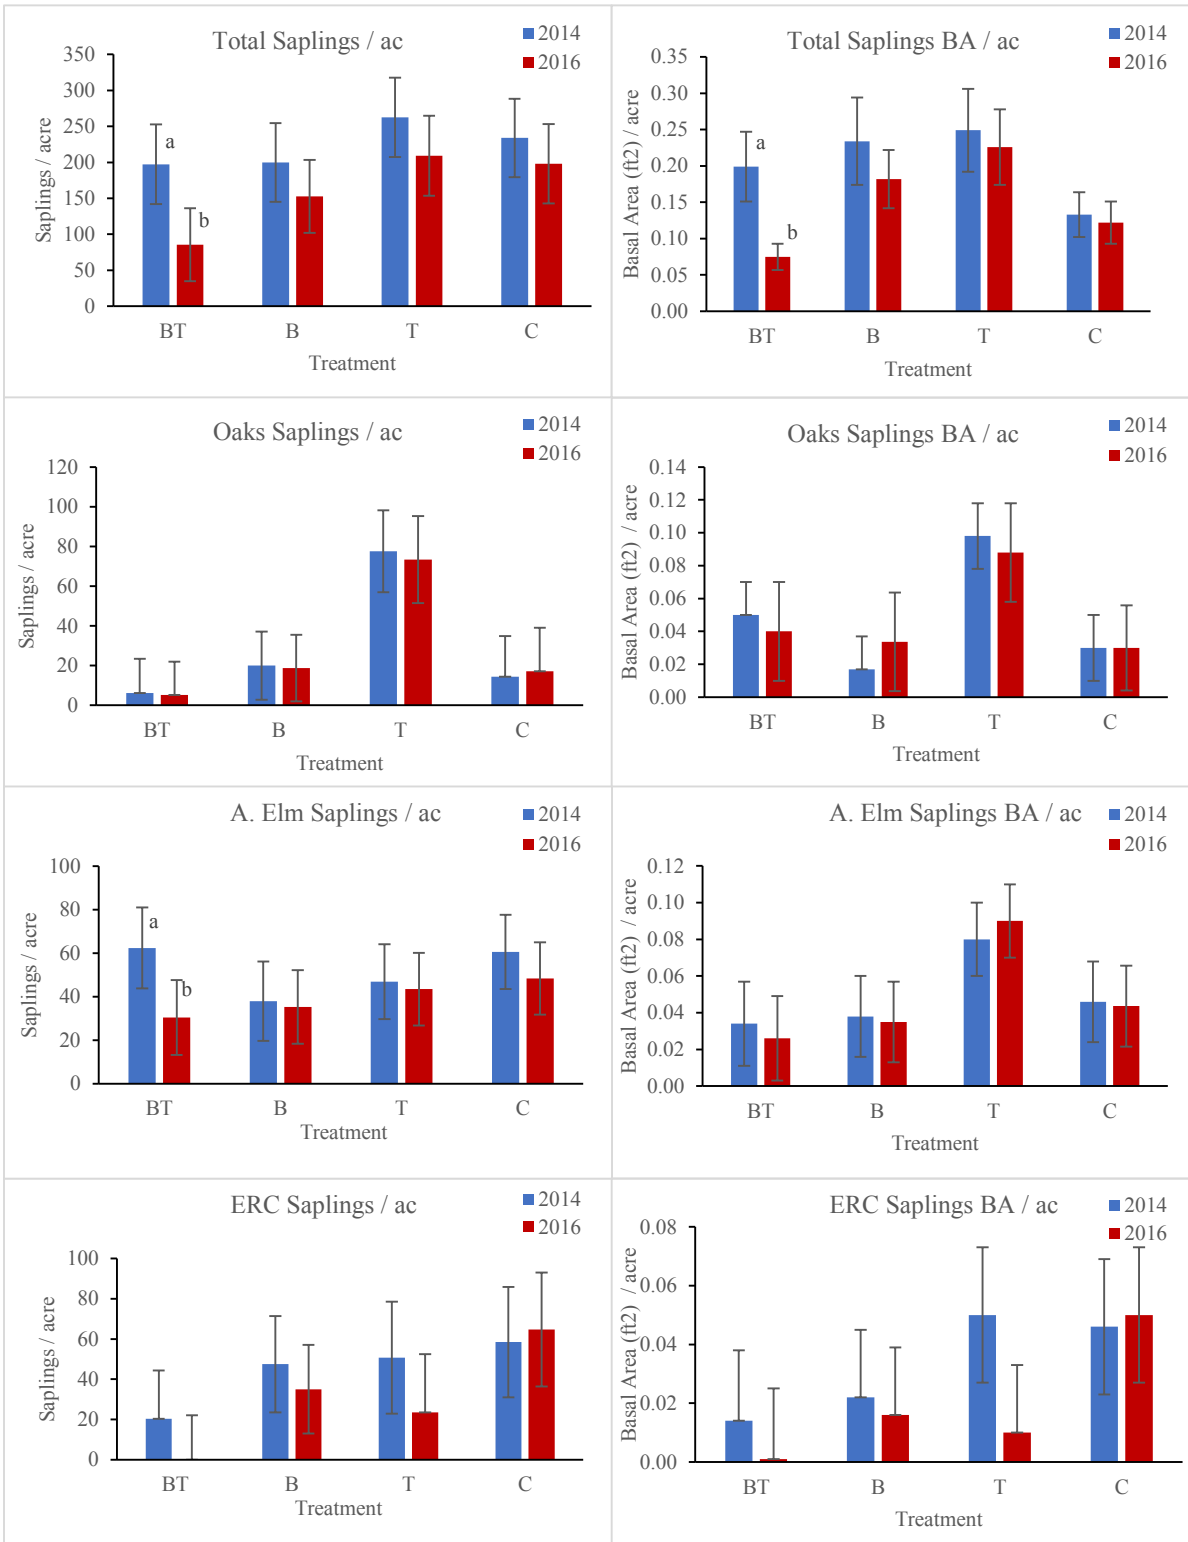 Total Saplings / ac
2014
2016
350
300
250
200
150
100
50
0
Saplings / acre
a
b
BT B T C
Treatment
Total Saplings BA / ac
2014
2016
0.35
0.30
0.25
0.20
0.15
0.10
0.05
0.00
Basal Area (ft2) / acre
a
b
BT B T C
Treatment
Oaks Saplings / ac
2014
2016
120
100
80
60
40
20
0
Saplings / acre
BT B T C
Treatment
Oaks Saplings BA / ac
2014
2016
0.14
0.12
0.10
0.08
0.06
0.04
0.02
0.00
Basal Area (ft2) / acre
BT B T C
Treatment
A. Elm Saplings / ac
2014
2016
100
80
60
40
20
0
Saplings / acre
a
b
BT B T C
Treatment
A. Elm Saplings BA / ac
2014
2016
0.12
0.10
0.08
0.06
0.04
0.02
0.00
Basal Area (ft2) / acre
BT B T C
Treatment
ERC Saplings / ac
2014
2016
100
80
60
40
20
0
Saplings / acre
BT B T C
Treatment
ERC Saplings BA / ac
2014
2016
0.08
0.06
0.04
0.02
0.00
Basal Area (ft2) / acre
BT B T C
Treatment